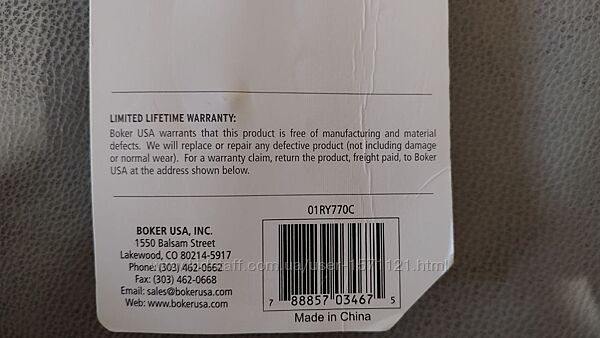 LIMITED LIFETIME WARRANTY:
Boker USA warrants that this product is free of manufacturing and material
defects. We will replace or repair any defective product (not including damage
or normal wear). For a warranty claim, return the product, freight paid, to Boker
USA at the address shown below.
BOKER USA, INC.
1550 Balsam Street
Lakewood, CO 80214-5917
Phone: (303) 462-0662
Fax: (303) 462-0668
Email: sales@bokerusa.com
Web: www.bokerusa.com
01RY770C
7 88857 03467 5
Made in China